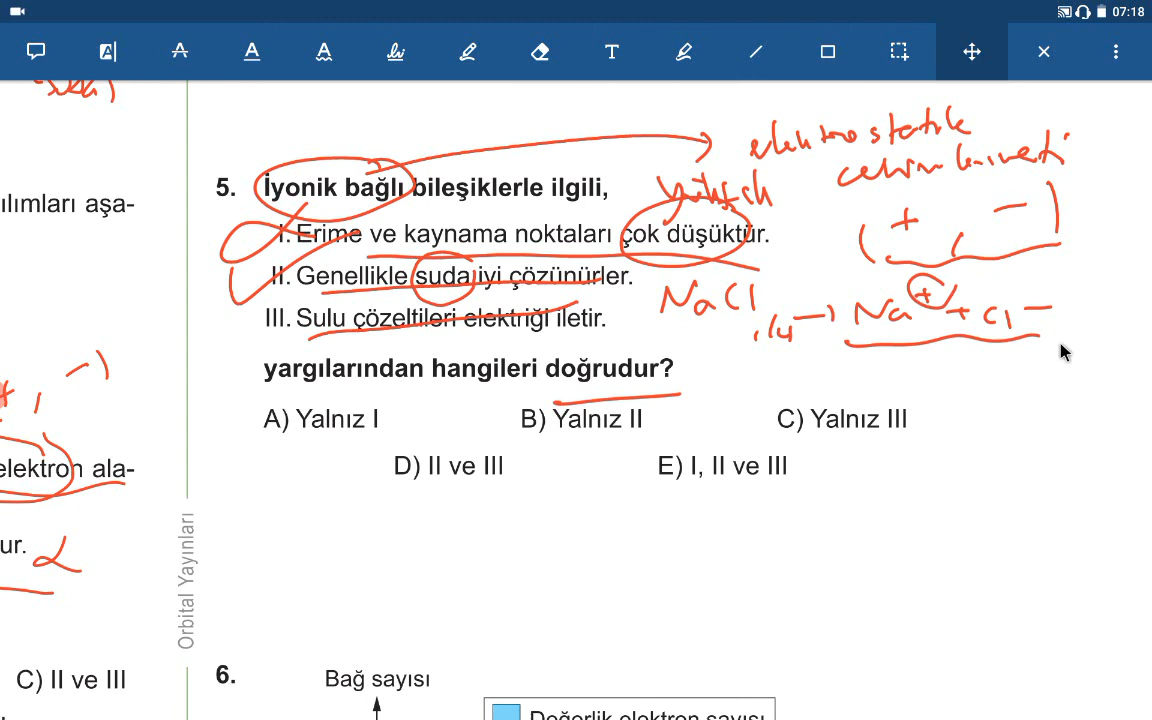 07:18
elektrostatik
çekim kuvveti
5. İyonik bağlı bileşiklerle ilgili,
yüksek
ılımları aşa-
+ -
I. Erime ve kaynama noktaları çok düşüktür.
II. Genellikle suda iyi çözünürler.
NaCl → Na+ + Cl-
III. Sulu çözeltileri elektriği iletir.
yargılarından hangileri doğrudur?
A) Yalnız I B) Yalnız II C) Yalnız III
elektron ala-
D) II ve III E) I, II ve III
ur.
Orbital Yayınları
C) II ve III
6. Bağ sayısı
Değerlik elektron sayısı